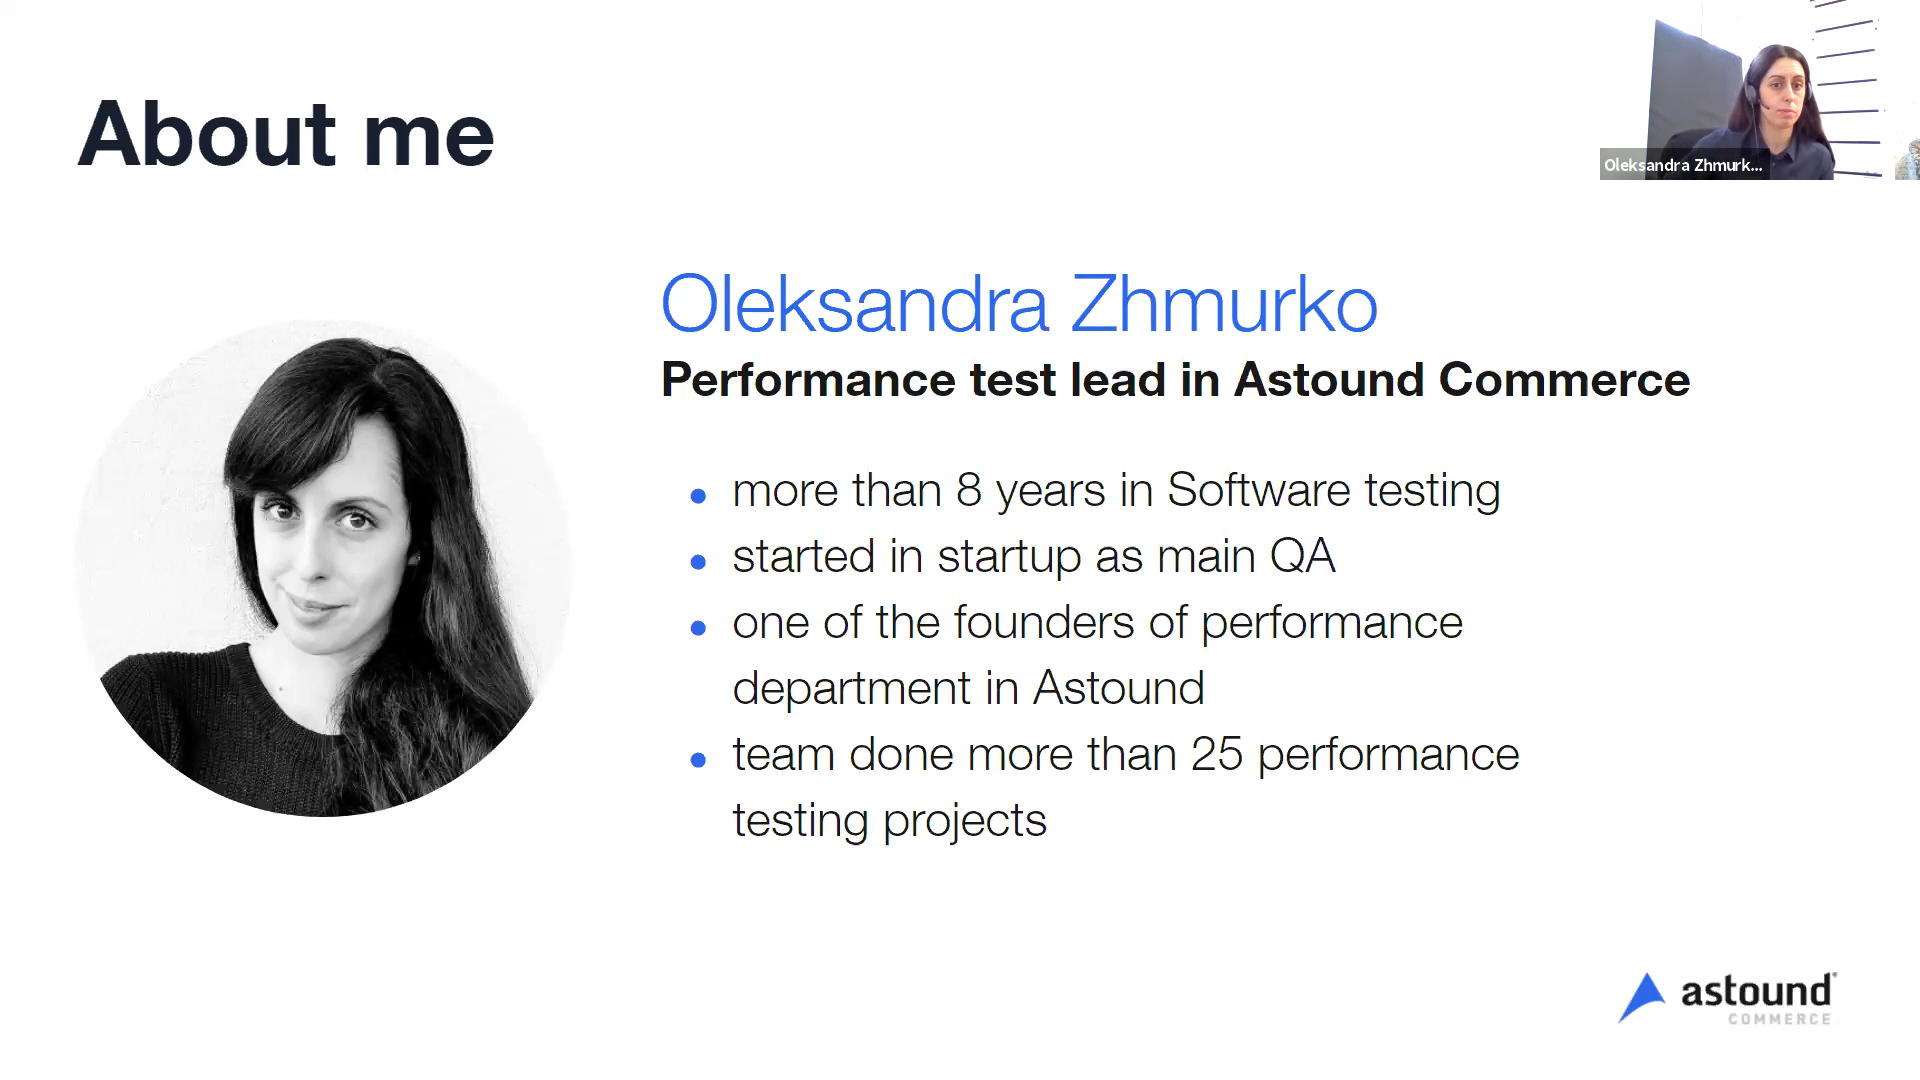 About me
Oleksandra Zhmurk...
Oleksandra Zhmurko
Performance test lead in Astound Commerce
• more than 8 years in Software testing
• started in startup as main QA
• one of the founders of performance
department in Astound
• team done more than 25 performance
testing projects
astound
COMMERCE